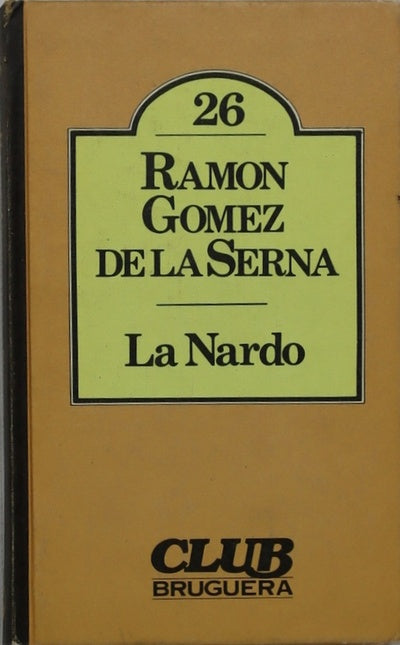 26
RAMON
GOMEZ
DE LA SERNA
La Nardo
CLUB
BRUGUERA